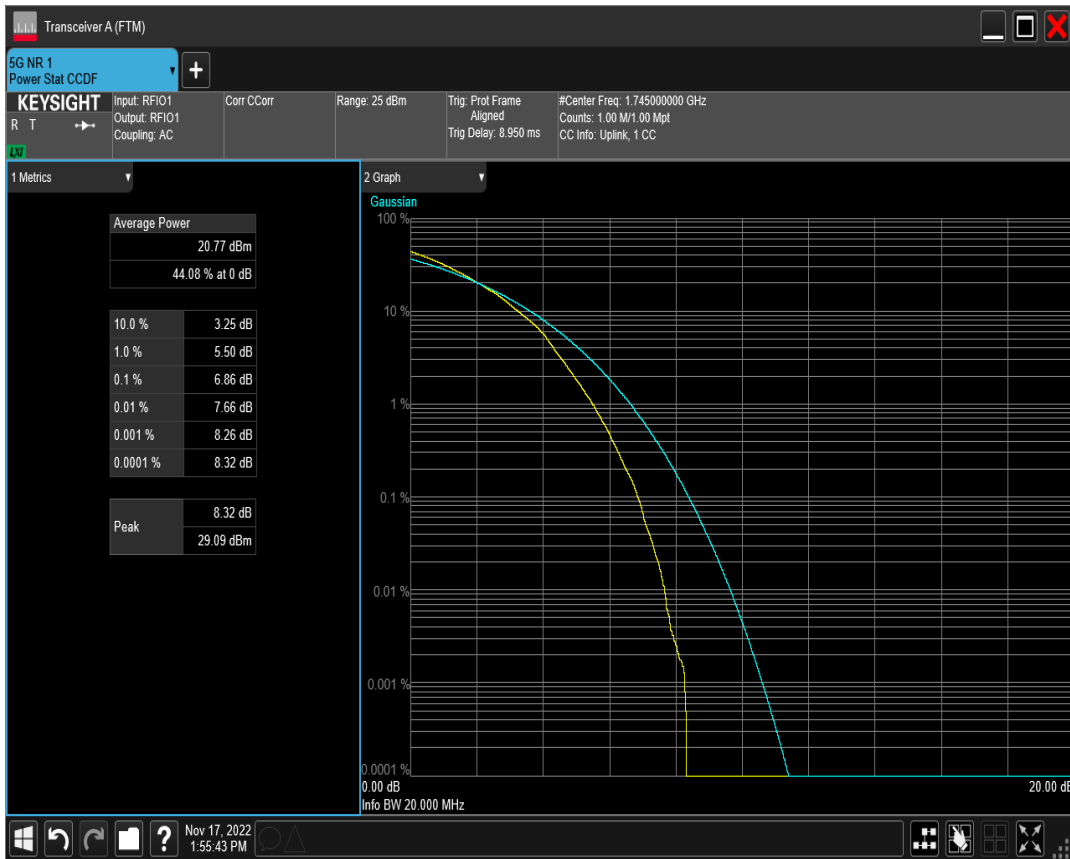 Transceiver A (FTM)
5G NR 1
Power Stat CCDF
+
KEYSIGHT
R T
LXI
Input: RFIO1
Output: RFIO1
Coupling: AC
Corr CCorr
Range: 25 dBm
Trig: Prot Frame
Aligned
Trig Delay: 8.950 ms
#Center Freq: 1.745000000 GHz
Counts: 1.00 M/1.00 Mpt
CC Info: Uplink, 1 CC
1 Metrics
Average Power
20.77 dBm
44.08 % at 0 dB
10.0 % 3.25 dB
1.0 % 5.50 dB
0.1 % 6.86 dB
0.01 % 7.66 dB
0.001 % 8.26 dB
0.0001 % 8.32 dB
Peak
8.32 dB
29.09 dBm
2 Graph
Gaussian
100 %
10 %
1 %
0.1 %
0.01 %
0.001 %
0.0001 %
0.00 dB 20.00 dB
Info BW 20.000 MHz
?
Nov 17, 2022
1:55:43 PM